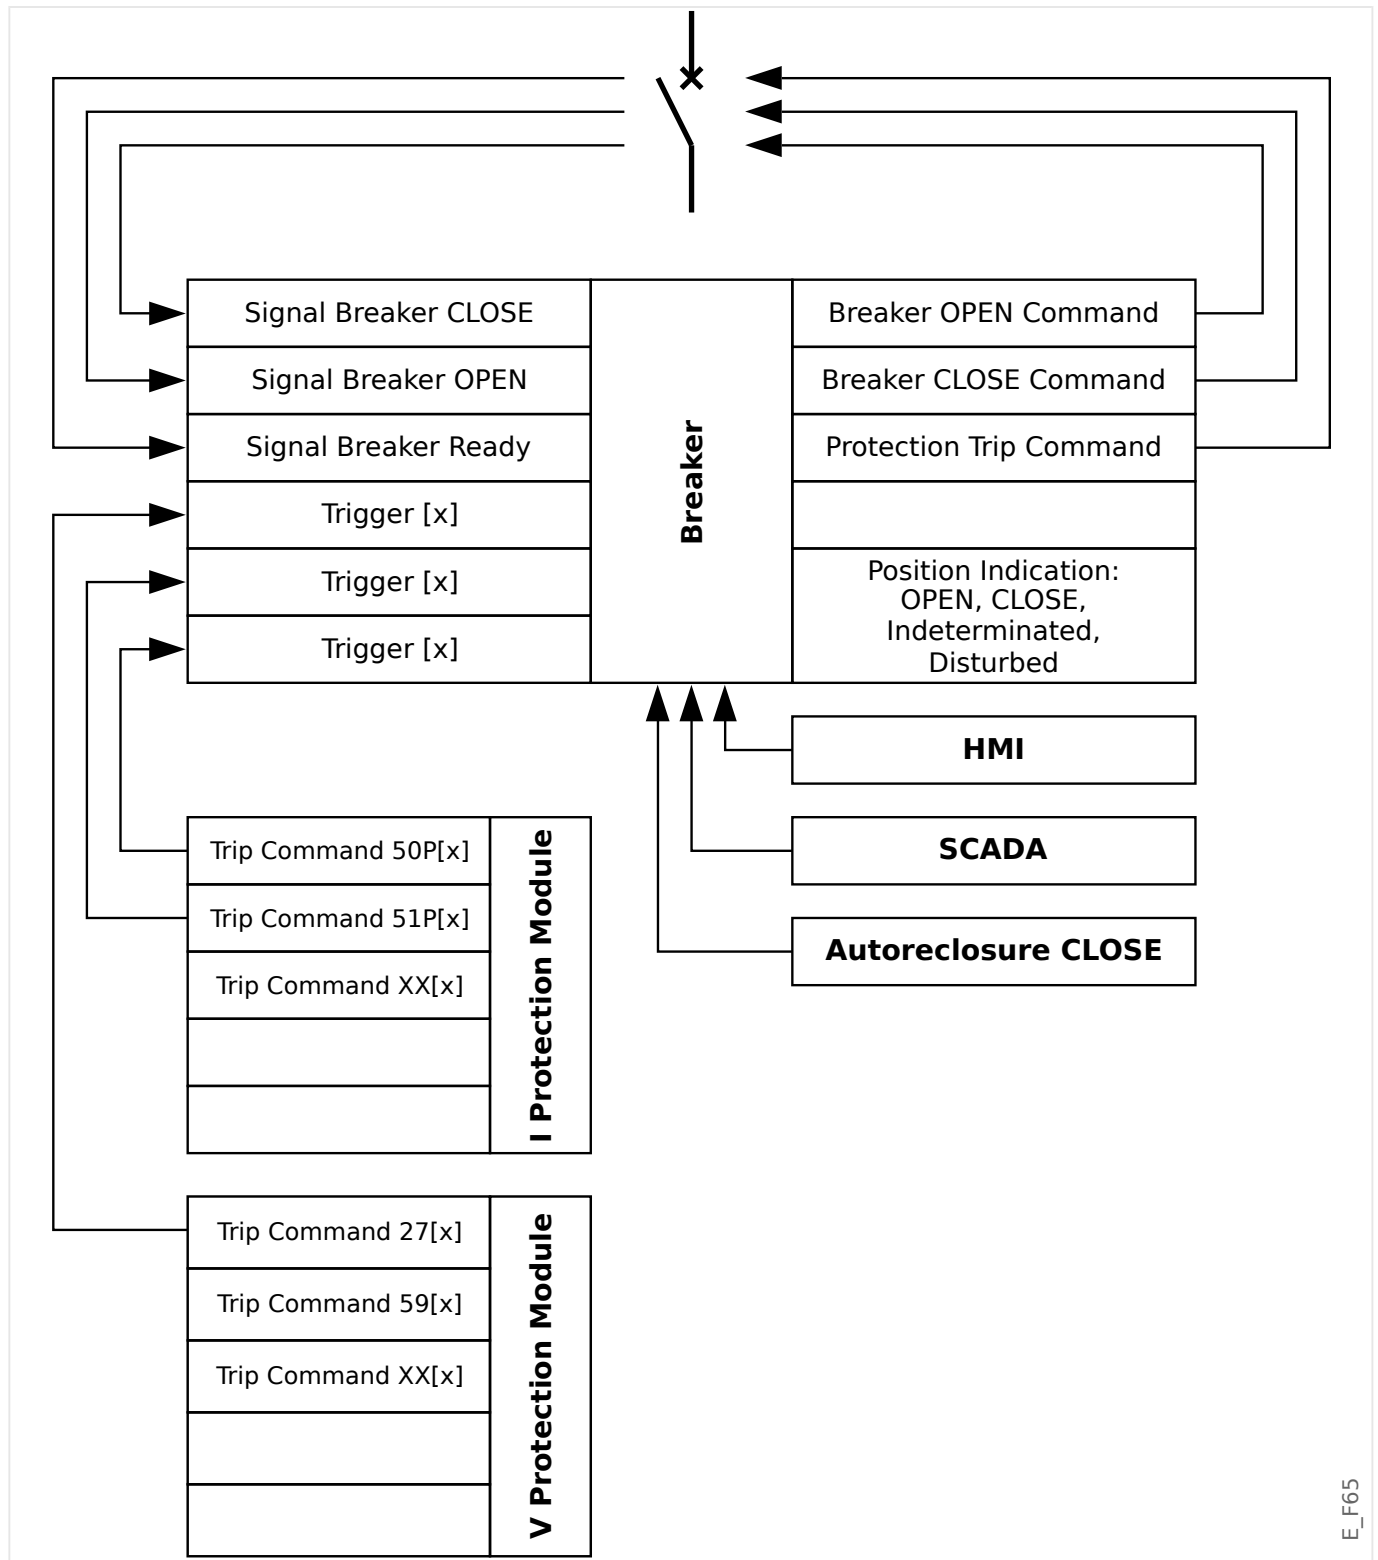 Signal Breaker CLOSE
Signal Breaker OPEN
Signal Breaker Ready
Trigger [x]
Trigger [x]
Trigger [x]
Breaker
Breaker OPEN Command
Breaker CLOSE Command
Protection Trip Command
Position Indication:
OPEN, CLOSE,
Indeterminated,
Disturbed
HMI
SCADA
Autoreclosure CLOSE
Trip Command 50P[x]
Trip Command 51P[x]
Trip Command XX[x]
I Protection Module
Trip Command 27[x]
Trip Command 59[x]
Trip Command XX[x]
V Protection Module
E_F65